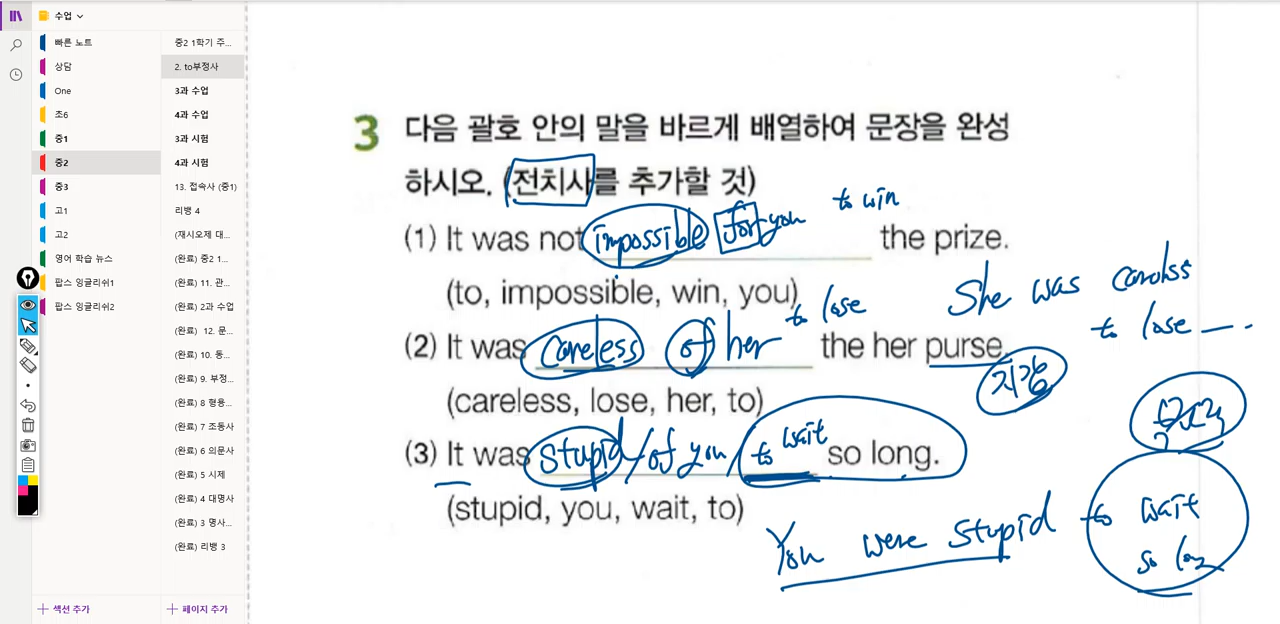 수업
빠른 노트
상담
One
초6
중1
중2
중3
고1
고2
영어 학습 뉴스
팝스 잉글리쉬1
팝스 잉글리쉬2
섹션 추가
중2 1학기 주...
2. to부정사
3과 수업
4과 수업
3과 시험
4과 시험
13. 접속사 (중1)
리뱅 4
(재시오제 대...
(완료) 중2 1...
(완료) 11. 관...
(완료) 2과 수업
(완료) 12. 문...
(완료) 10. 동...
(완료) 9. 부정...
(완료) 8 형용...
(완료) 7 조동사
(완료) 6 의문사
(완료) 5 시제
(완료) 4 대명사
(완료) 3 명사...
(완료) 리뱅 3
페이지 추가
3 다음 괄호 안의 말을 바르게 배열하여 문장을 완성
하시오. (전치사를 추가할 것)
(1) It was not impossible for you to win the prize.
(to, impossible, win, you)
She was careless
to lose
(2) It was careless of her to lose the her purse.
지갑
(careless, lose, her, to)
(3) It was stupid / of you / to wait so long.
(stupid, you, wait, to)
You were stupid to wait
so long